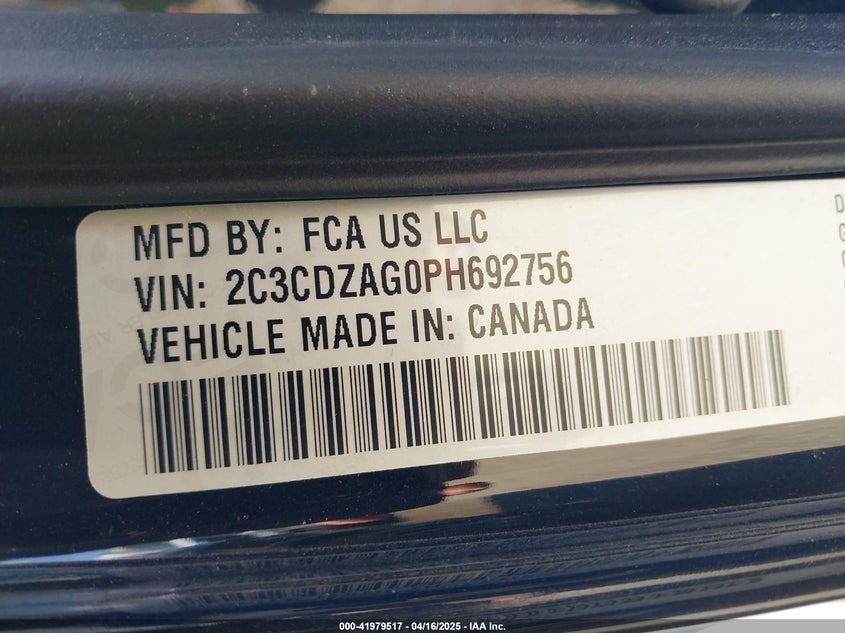 MFD BY: FCA US LLC
VIN: 2C3CDZAG0PH692756
VEHICLE MADE IN: CANADA
D
000-41979517 - 04/16/2025 - IAA Inc.